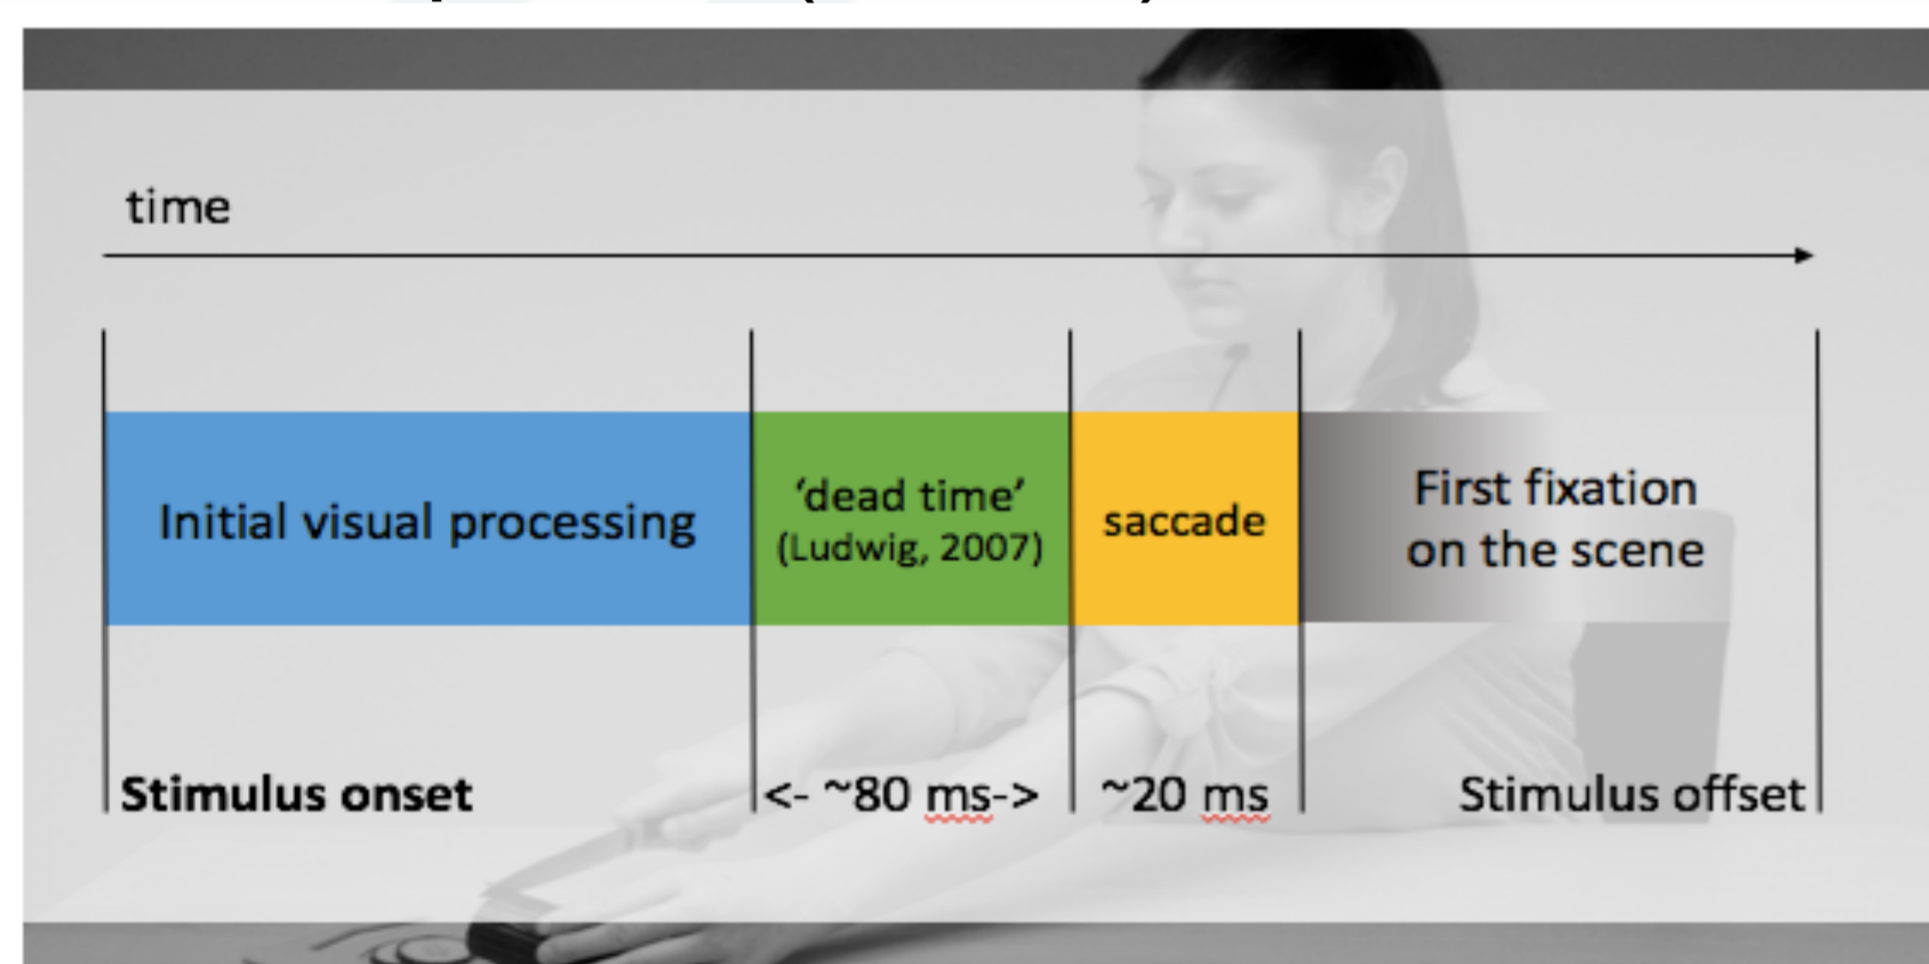 time
Initial visual processing
‘dead time’
(Ludwig, 2007)
saccade
First fixation
on the scene
Stimulus onset
<- ~80 ms->
~20 ms
Stimulus offset